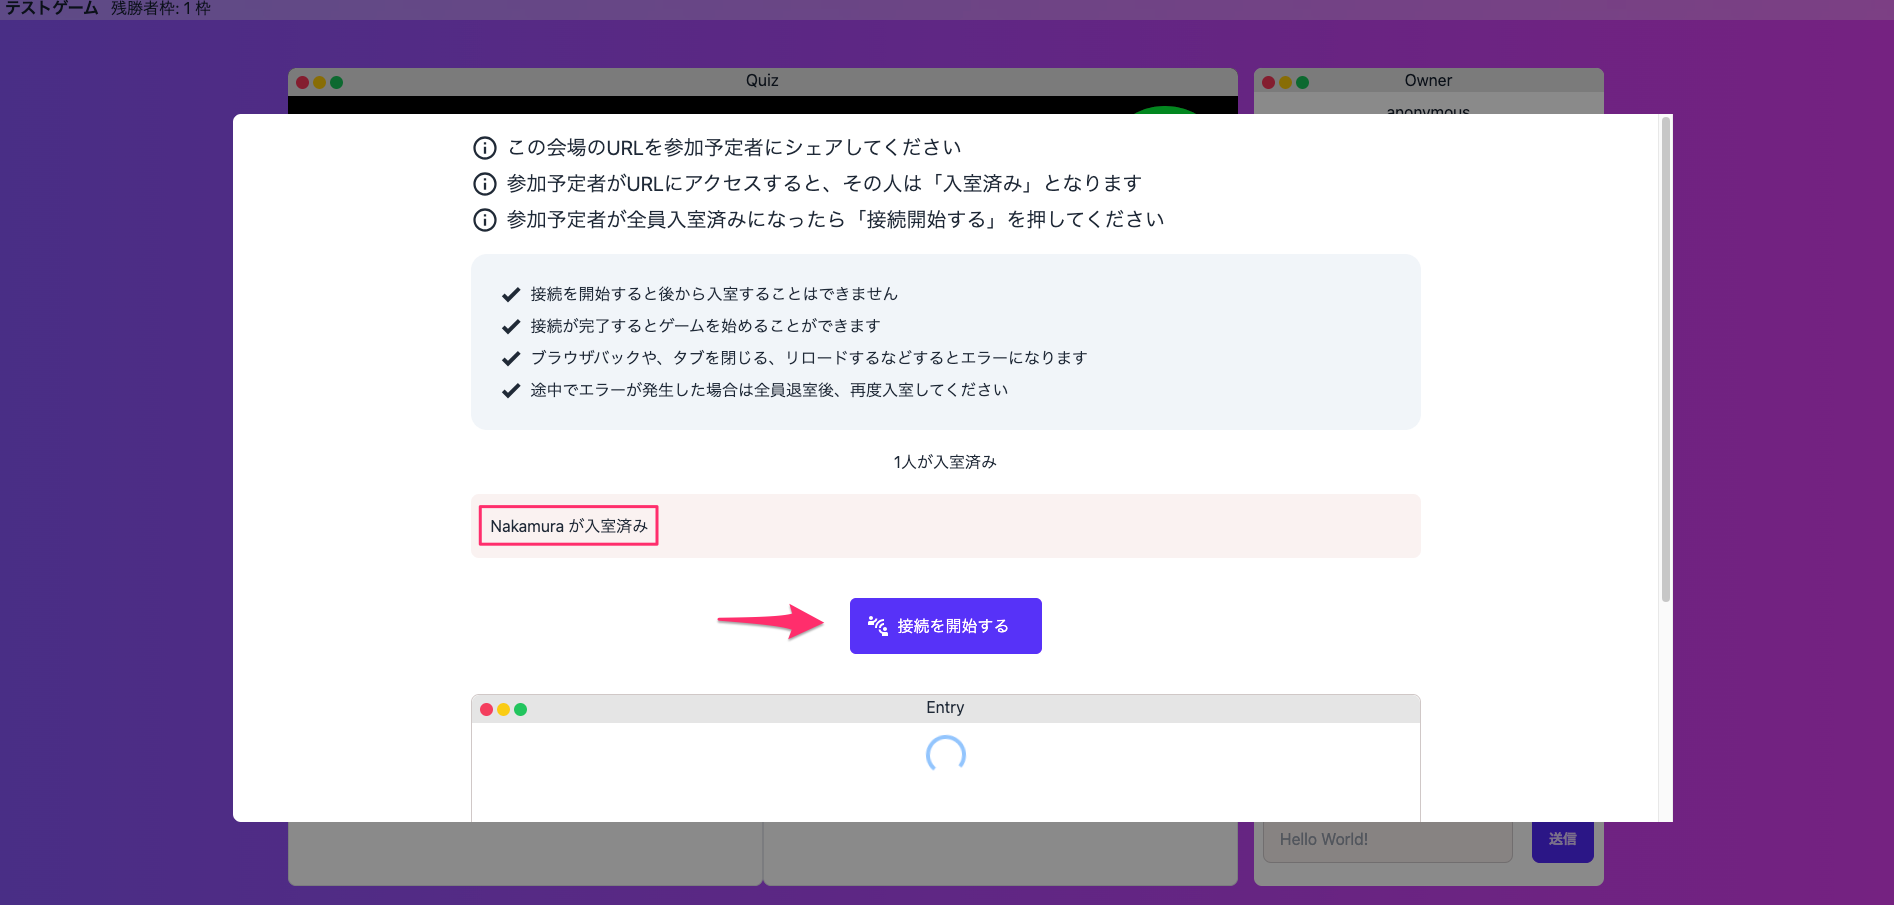 テストゲーム 残勝者枠: 1 枠
Quiz
Owner
anonymous
この会場のURLを参加予定者にシェアしてください
参加予定者がURLにアクセスすると、その人は「入室済み」となります
参加予定者が全員入室済みになったら「接続開始する」を押してください
接続を開始すると後から入室することはできません
接続が完了するとゲームを始めることができます
ブラウザバックや、タブを閉じる、リロードするなどするとエラーになります
途中でエラーが発生した場合は全員退室後、再度入室してください
1人が入室済み
Nakamura が入室済み
接続を開始する
Entry
Hello World!
送信